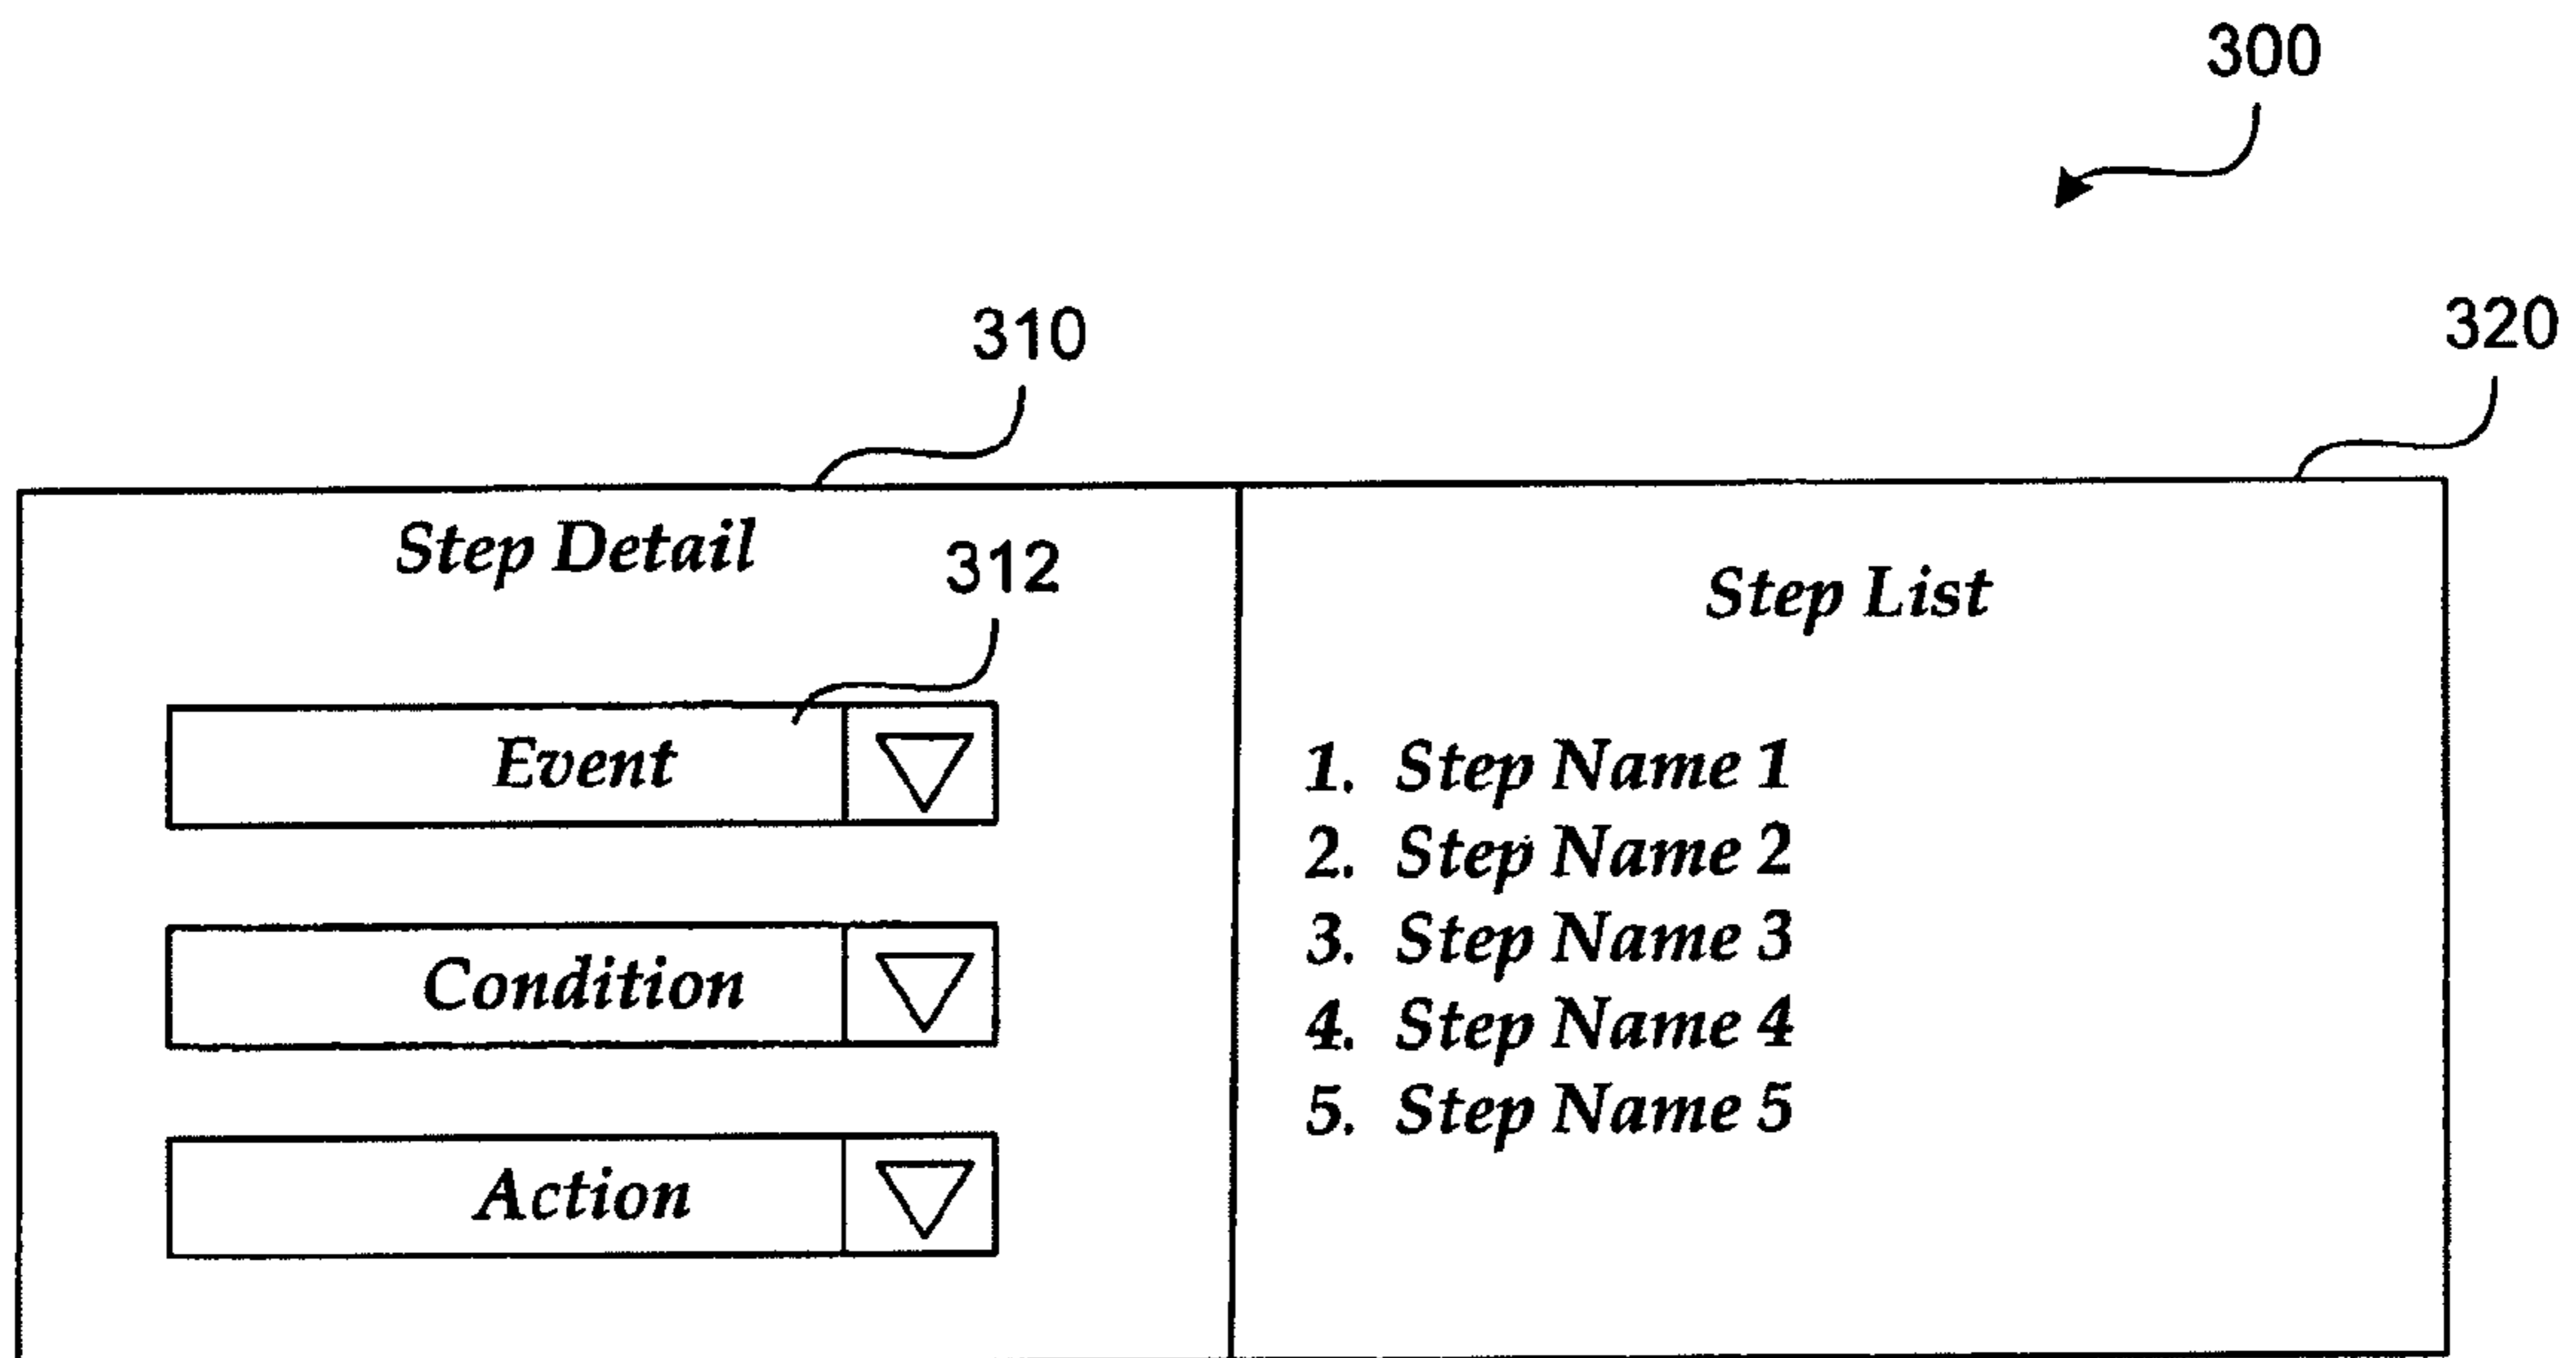 300
310
320
Step Detail
312
Event
Condition
Action
Step List
1. Step Name 1
2. Step Name 2
3. Step Name 3
4. Step Name 4
5. Step Name 5